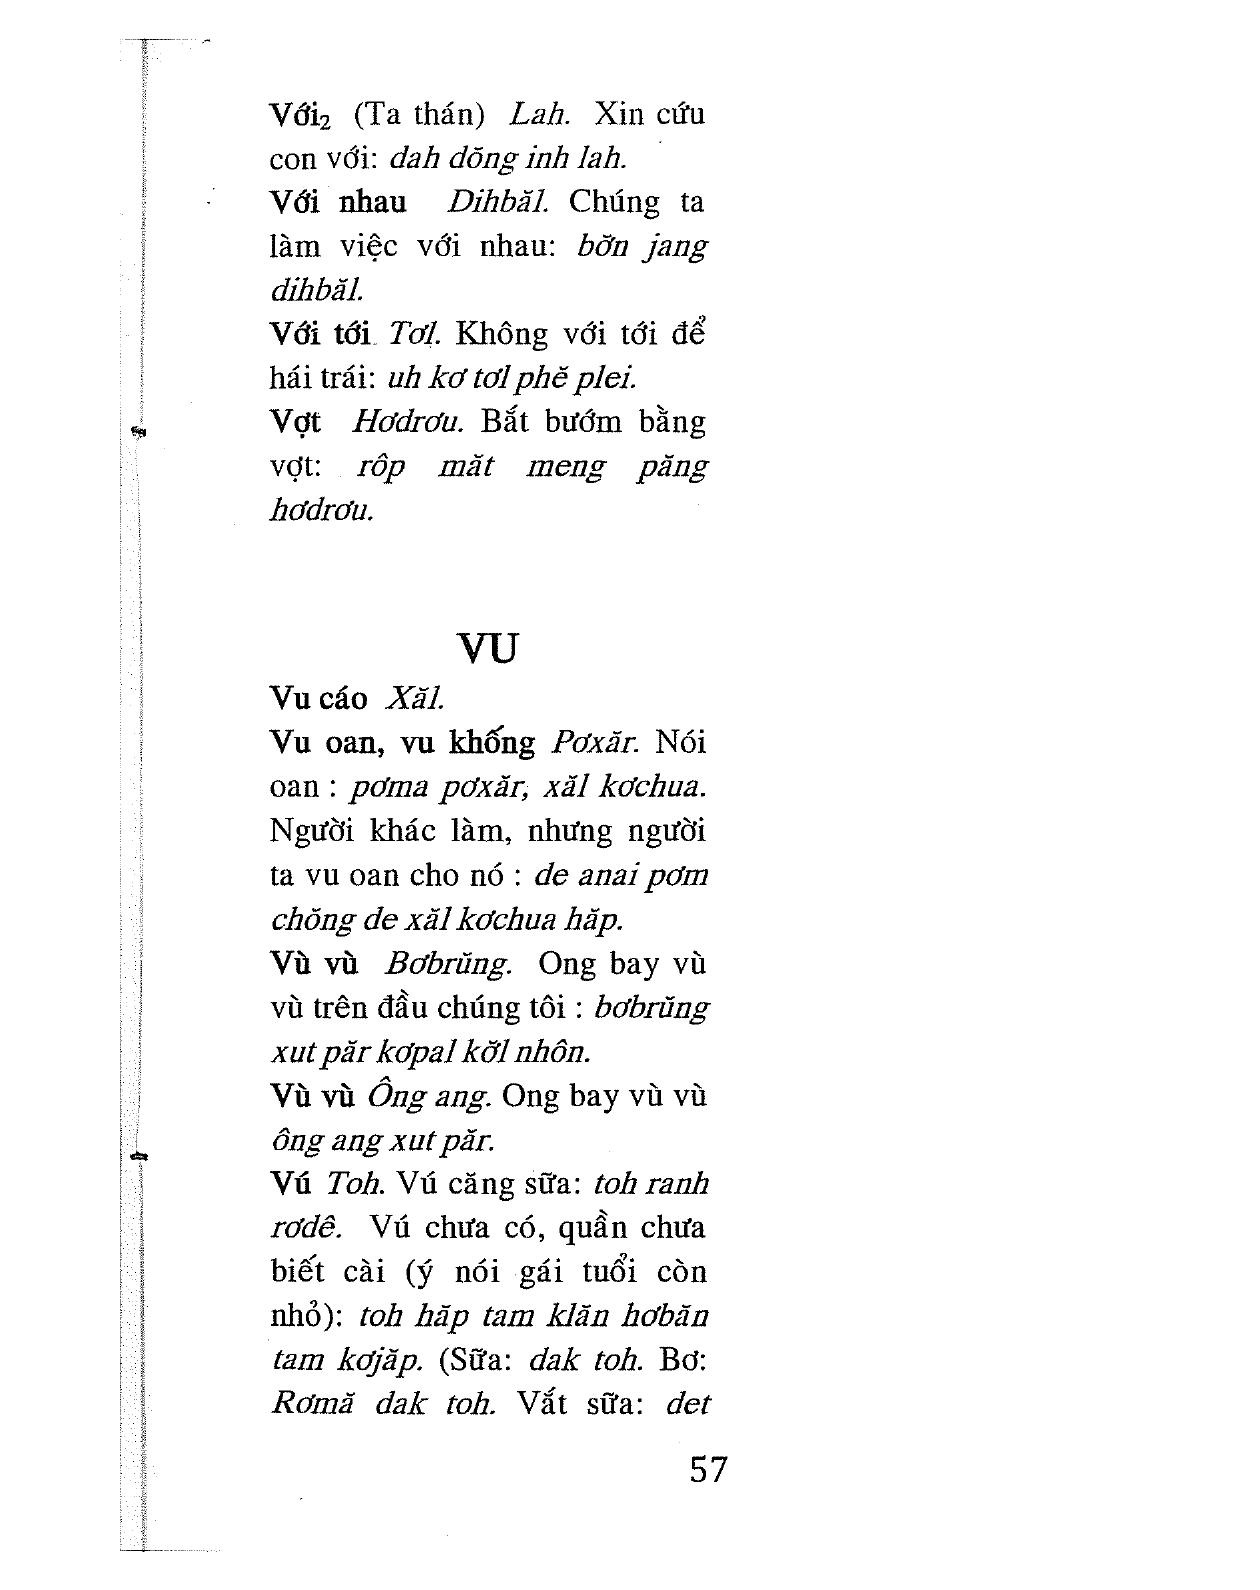 Với₂ (Ta thán) Lah. Xin cứu
con với: dah dŏng inh lah.
Với nhau Dihbăl. Chúng ta
làm việc với nhau: bơ̆n jang
dihbăl.
Với tới Tơl. Không với tới để
hái trái: uh kơ tơl phĕ plei.
Vợt Hơdrơu. Bắt bướm bằng
vợt: rôp măt meng păng
hơdrơu.
VU
Vu cáo Xăl.
Vu oan, vu khống Pơxăr. Nói
oan : pơma pơxăr, xăl kơchua.
Người khác làm, nhưng người
ta vu oan cho nó : de anai pơm
chŏng de xăl kơchua hăp.
Vù vù Bơbrŭng. Ong bay vù
vù trên đầu chúng tôi : bơbrŭng
xut păr kơpal kơ̆l nhôn.
Vù vù Ông ang. Ong bay vù vù
ông ang xut păr.
Vú Toh. Vú căng sữa: toh ranh
rơdê. Vú chưa có, quần chưa
biết cài (ý nói gái tuổi còn
nhỏ): toh hăp tam klăn hơbăn
tam kơjăp. (Sữa: dak toh. Bơ:
Rơmă dak toh. Vắt sữa: det
57